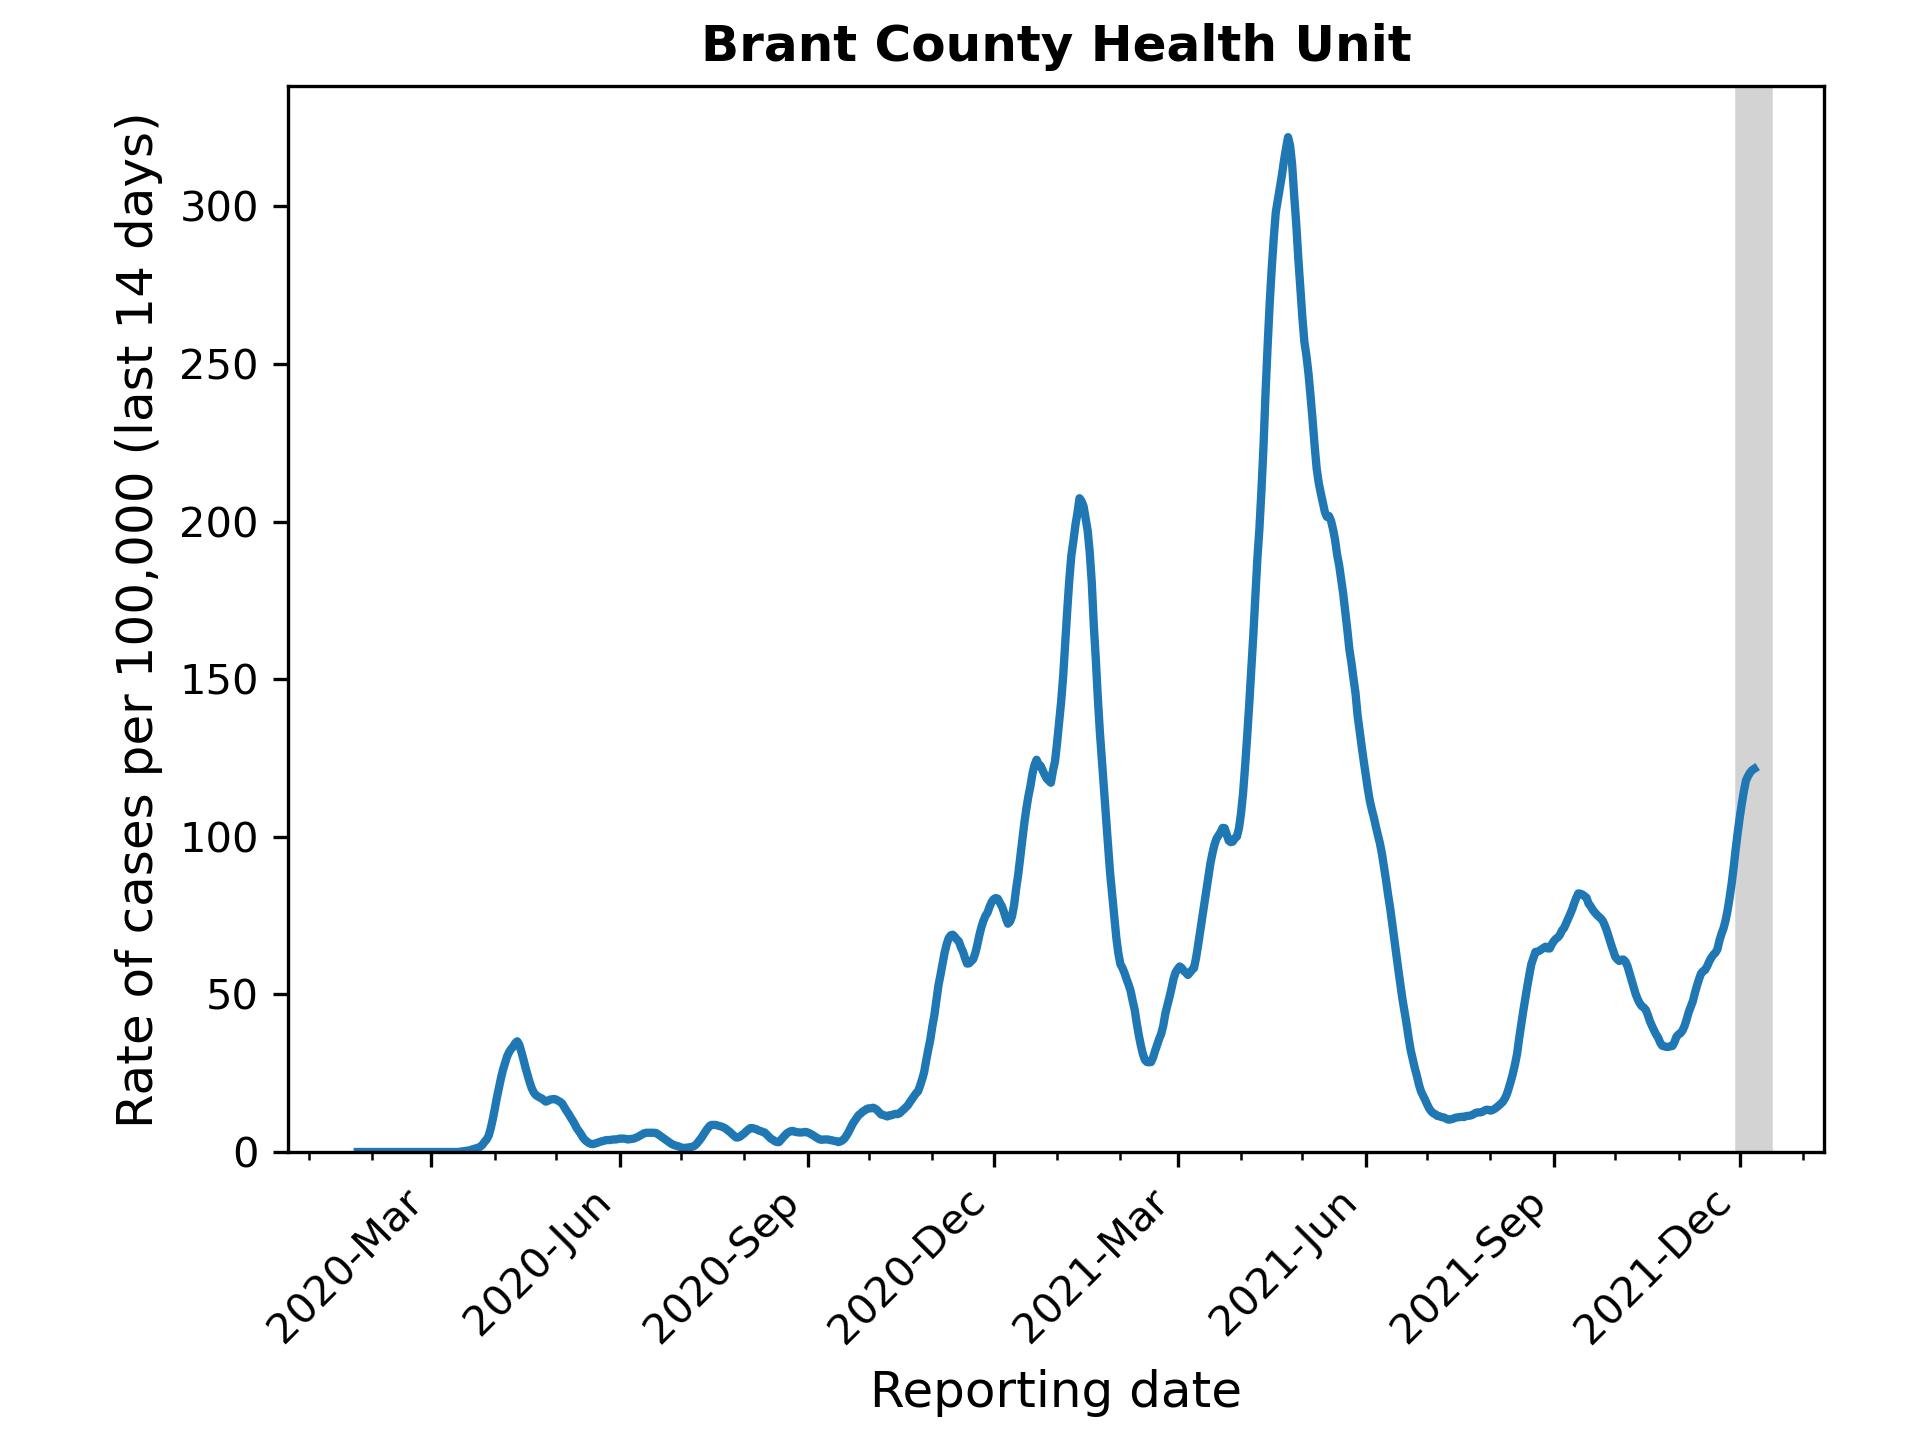 Brant County Health Unit
Rate of cases per 100,000 (last 14 days)
300
250
200
150
100
50
0
2020-Mar
2020-Jun
2020-Sep
2020-Dec
2021-Mar
2021-Jun
2021-Sep
2021-Dec
Reporting date